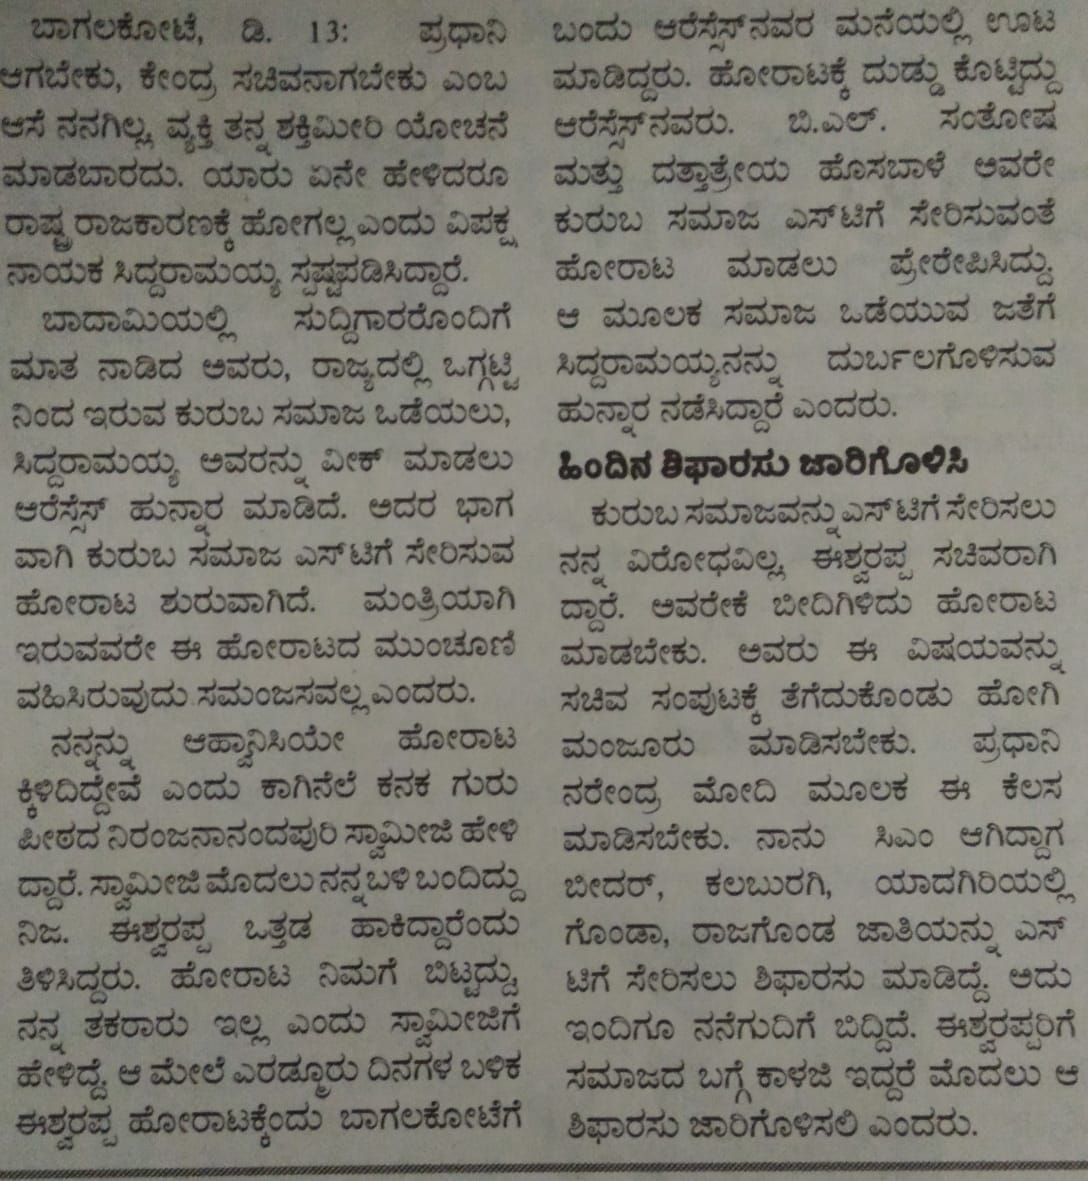 ಬಾಗಲಕೋಟೆ, ಡಿ. 13: ಪ್ರಧಾನಿ
ಆಗಬೇಕು, ಕೇಂದ್ರ ಸಚಿವನಾಗಬೇಕು ಎಂಬ
ಆಸೆ ನನಗಿಲ್ಲ. ವ್ಯಕ್ತಿ ತನ್ನ ಶಕ್ತಿಮೀರಿ ಯೋಚನೆ
ಮಾಡಬಾರದು. ಯಾರು ಏನೇ ಹೇಳಿದರೂ
ರಾಷ್ಟ್ರ ರಾಜಕಾರಣಕ್ಕೆ ಹೋಗಲ್ಲ ಎಂದು ವಿಪಕ್ಷ
ನಾಯಕ ಸಿದ್ದರಾಮಯ್ಯ ಸ್ಪಷ್ಟಪಡಿಸಿದ್ದಾರೆ.
ಬಾದಾಮಿಯಲ್ಲಿ ಸುದ್ದಿಗಾರರೊಂದಿಗೆ
ಮಾತ ನಾಡಿದ ಅವರು, ರಾಜ್ಯದಲ್ಲಿ ಒಗ್ಗಟ್ಟಿ
ನಿಂದ ಇರುವ ಕುರುಬ ಸಮಾಜ ಒಡೆಯಲು,
ಸಿದ್ದರಾಮಯ್ಯ ಅವರನ್ನು ವೀಕ್ ಮಾಡಲು
ಆರೆಸ್ಸೆಸ್ ಹುನ್ನಾರ ಮಾಡಿದೆ. ಅದರ ಭಾಗ
ವಾಗಿ ಕುರುಬ ಸಮಾಜ ಎಸ್‌ಟಿಗೆ ಸೇರಿಸುವ
ಹೋರಾಟ ಶುರುವಾಗಿದೆ. ಮಂತ್ರಿಯಾಗಿ
ಇರುವವರೇ ಈ ಹೋರಾಟದ ಮುಂಚೂಣಿ
ವಹಿಸಿರುವುದು ಸಮಂಜಸವಲ್ಲ ಎಂದರು.
ನನ್ನನ್ನು ಆಹ್ವಾನಿಸಿಯೇ ಹೋರಾಟ
ಕ್ಕಿಳಿದಿದ್ದೇವೆ ಎಂದು ಕಾಗಿನೆಲೆ ಕನಕ ಗುರು
ಪೀಠದ ನಿರಂಜನಾನಂದಪುರಿ ಸ್ವಾಮೀಜಿ ಹೇಳಿ
ದ್ದಾರೆ. ಸ್ವಾಮೀಜಿ ಮೊದಲು ನನ್ನ ಬಳಿ ಬಂದಿದ್ದು
ನಿಜ. ಈಶ್ವರಪ್ಪ ಒತ್ತಡ ಹಾಕಿದ್ದಾರೆಂದು
ತಿಳಿಸಿದ್ದರು. ಹೋರಾಟ ನಿಮಗೆ ಬಿಟ್ಟದ್ದು,
ನನ್ನ ತಕರಾರು ಇಲ್ಲ ಎಂದು ಸ್ವಾಮೀಜಿಗೆ
ಹೇಳಿದ್ದೆ. ಆ ಮೇಲೆ ಎರಡ್ಮೂರು ದಿನಗಳ ಬಳಿಕ
ಈಶ್ವರಪ್ಪ ಹೋರಾಟಕ್ಕೆಂದು ಬಾಗಲಕೋಟೆಗೆ
ಬಂದು ಆರೆಸ್ಸೆಸ್‌ನವರ ಮನೆಯಲ್ಲಿ ಊಟ
ಮಾಡಿದ್ದರು. ಹೋರಾಟಕ್ಕೆ ದುಡ್ಡು ಕೊಟ್ಟಿದ್ದು
ಆರೆಸ್ಸೆಸ್‌ನವರು. ಬಿ.ಎಲ್. ಸಂತೋಷ
ಮತ್ತು ದತ್ತಾತ್ರೇಯ ಹೊಸಬಾಳೆ ಅವರೇ
ಕುರುಬ ಸಮಾಜ ಎಸ್‌ಟಿಗೆ ಸೇರಿಸುವಂತೆ
ಹೋರಾಟ ಮಾಡಲು ಪ್ರೇರೇಪಿಸಿದ್ದು.
ಆ ಮೂಲಕ ಸಮಾಜ ಒಡೆಯುವ ಜತೆಗೆ
ಸಿದ್ದರಾಮಯ್ಯನನ್ನು ದುರ್ಬಲಗೊಳಿಸುವ
ಹುನ್ನಾರ ನಡೆಸಿದ್ದಾರೆ ಎಂದರು.
ಹಿಂದಿನ ಶಿಫಾರಸು ಜಾರಿಗೊಳಿಸಿ
ಕುರುಬ ಸಮಾಜವನ್ನು ಎಸ್‌ಟಿಗೆ ಸೇರಿಸಲು
ನನ್ನ ವಿರೋಧವಿಲ್ಲ. ಈಶ್ವರಪ್ಪ ಸಚಿವರಾಗಿ
ದ್ದಾರೆ. ಅವರೇಕೆ ಬೀದಿಗಿಳಿದು ಹೋರಾಟ
ಮಾಡಬೇಕು. ಅವರು ಈ ವಿಷಯವನ್ನು
ಸಚಿವ ಸಂಪುಟಕ್ಕೆ ತೆಗೆದುಕೊಂಡು ಹೋಗಿ
ಮಂಜೂರು ಮಾಡಿಸಬೇಕು. ಪ್ರಧಾನಿ
ನರೇಂದ್ರ ಮೋದಿ ಮೂಲಕ ಈ ಕೆಲಸ
ಮಾಡಿಸಬೇಕು. ನಾನು ಸಿಎಂ ಆಗಿದ್ದಾಗ
ಬೀದರ್, ಕಲಬುರಗಿ, ಯಾದಗಿರಿಯಲ್ಲಿ
ಗೊಂಡಾ, ರಾಜಗೊಂಡ ಜಾತಿಯನ್ನು ಎಸ್
ಟಿಗೆ ಸೇರಿಸಲು ಶಿಫಾರಸು ಮಾಡಿದ್ದೆ. ಅದು
ಇಂದಿಗೂ ನನೆಗುದಿಗೆ ಬಿದ್ದಿದೆ. ಈಶ್ವರಪ್ಪರಿಗೆ
ಸಮಾಜದ ಬಗ್ಗೆ ಕಾಳಜಿ ಇದ್ದರೆ ಮೊದಲು ಆ
ಶಿಫಾರಸು ಜಾರಿಗೊಳಿಸಲಿ ಎಂದರು.